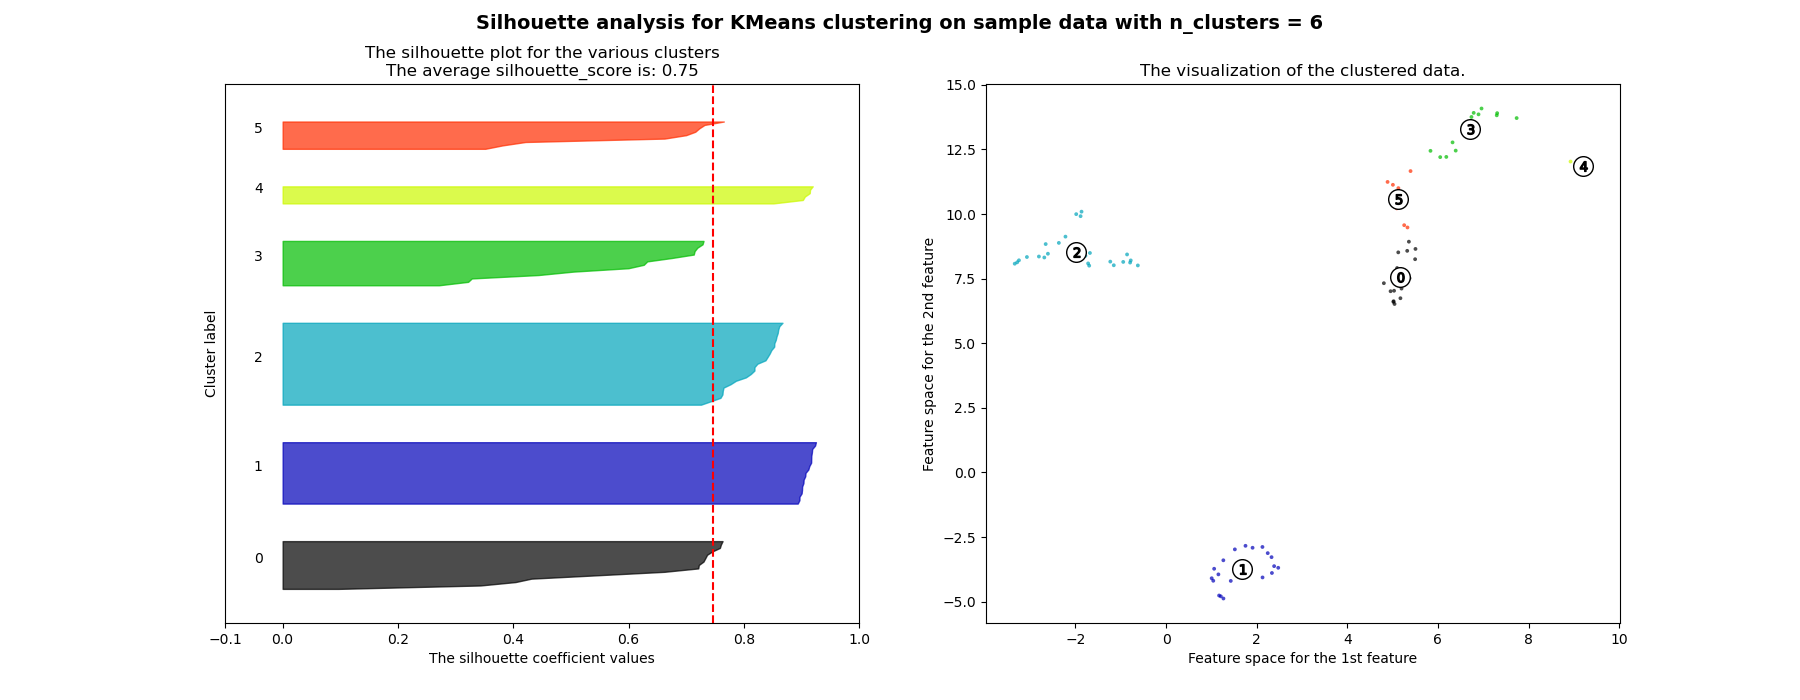 Silhouette analysis for KMeans clustering on sample data with n_clusters = 6
The silhouette plot for the various clusters
The average silhouette_score is: 0.75
5
4
3
2
1
0
Cluster label
−0.1 0.0 0.2 0.4 0.6 0.8 1.0
The silhouette coefficient values
The visualization of the clustered data.
15.0
12.5
10.0
7.5
5.0
2.5
0.0
−2.5
−5.0
Feature space for the 2nd feature
3
4
5
2
0
1
−2 0 2 4 6 8 10
Feature space for the 1st feature